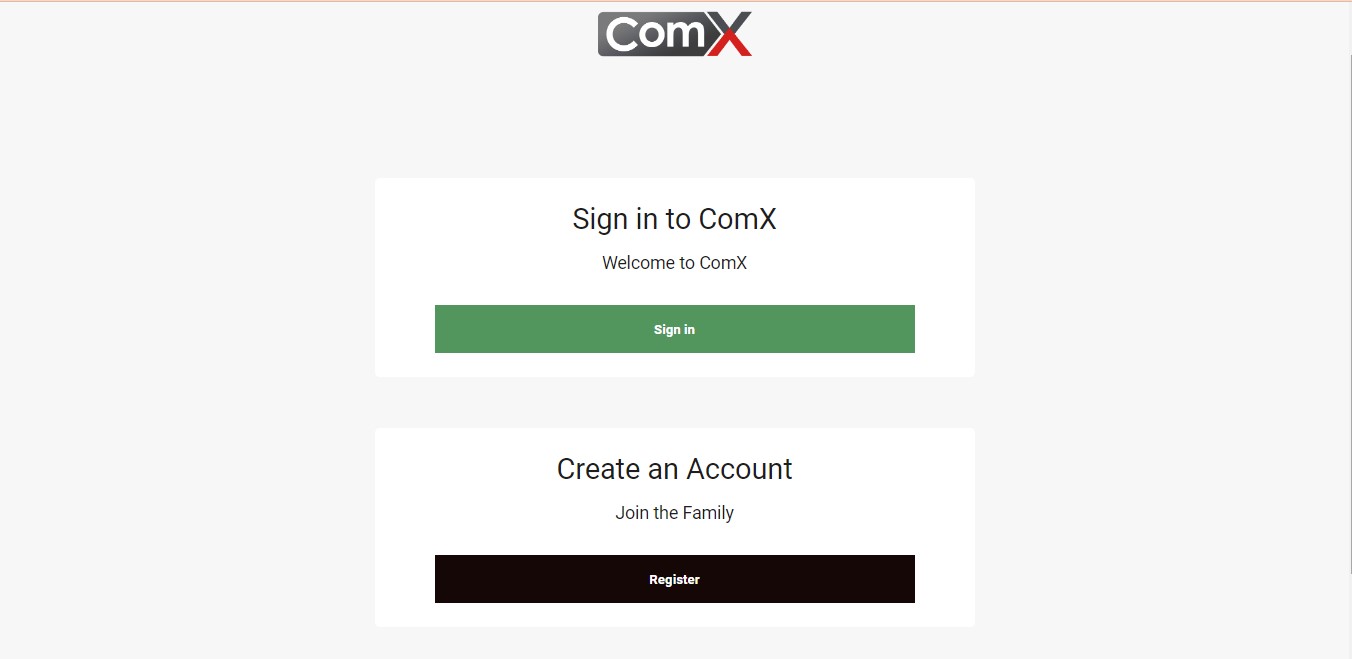 ComX
Sign in to ComX
Welcome to ComX
Sign in
Create an Account
Join the Family
Register